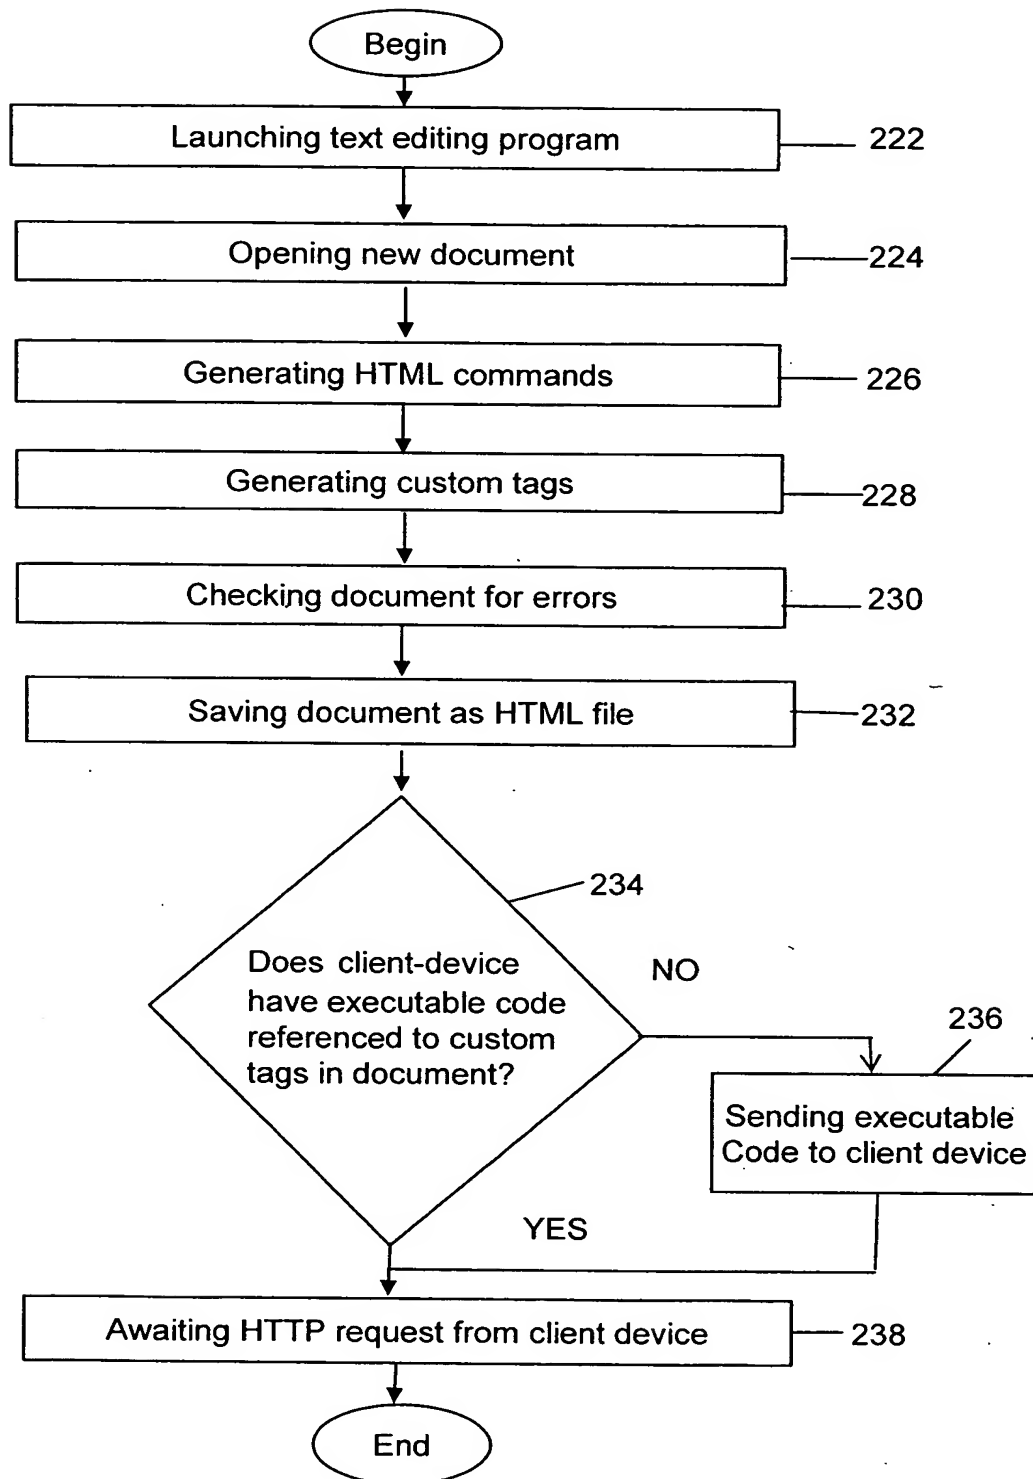 Begin
Launching text editing program
222
Opening new document
224
Generating HTML commands
226
Generating custom tags
228
Checking document for errors
230
Saving document as HTML file
232
234
Does client-device
have executable code
referenced to custom
tags in document?
NO
236
Sending executable
Code to client device
YES
Awaiting HTTP request from client device
238
End